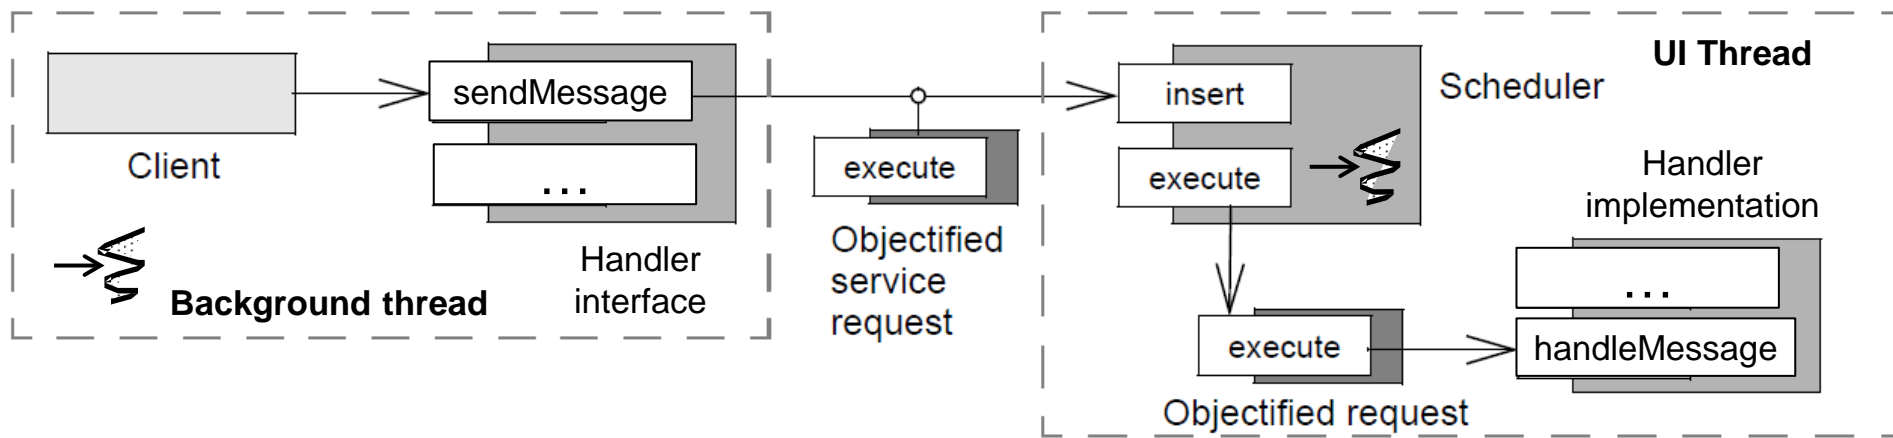 sendMessage
...
Client
Handler
interface
Background thread
execute
Objectified
service
request
UI Thread
Scheduler
insert
execute
Handler
implementation
...
handleMessage
execute
Objectified request